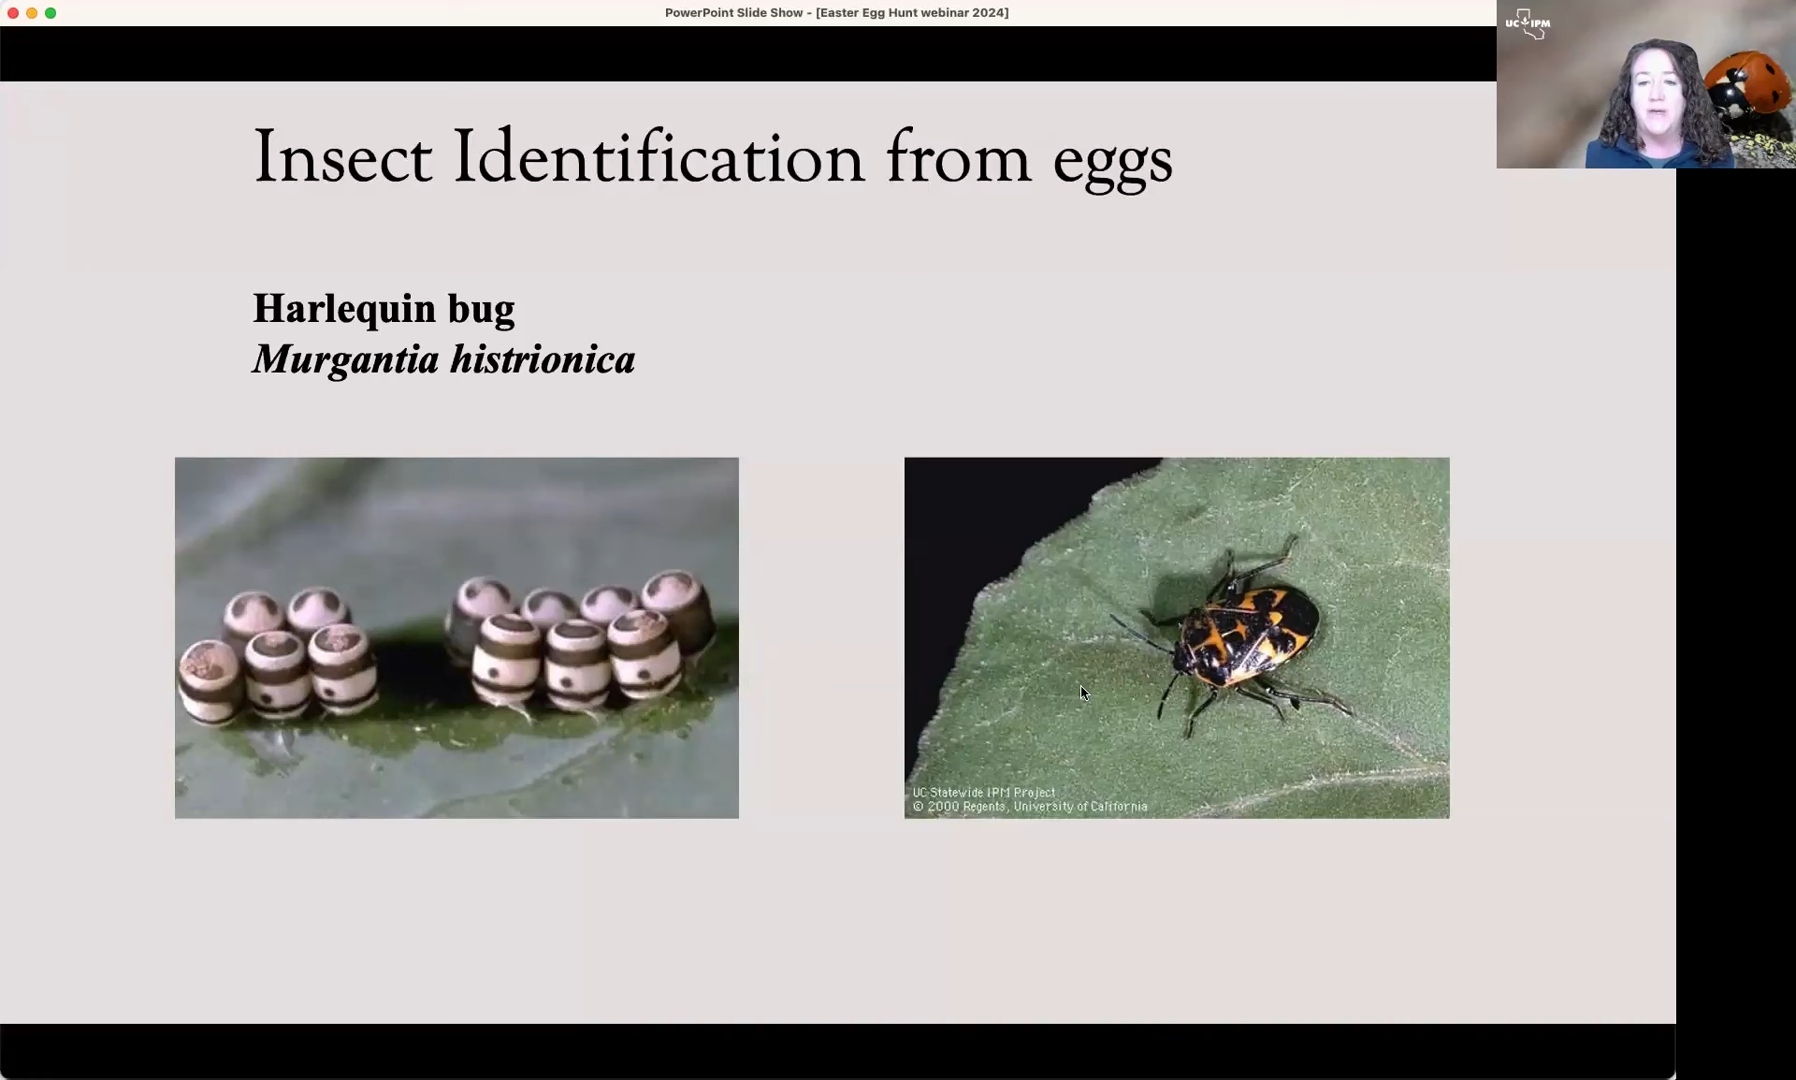 PowerPoint Slide Show - [Easter Egg Hunt webinar 2024]
UC IPM
Insect Identification from eggs
Harlequin bug
Murgantia histrionica
UC Statewide IPM Project
© 2000 Regents, University of California